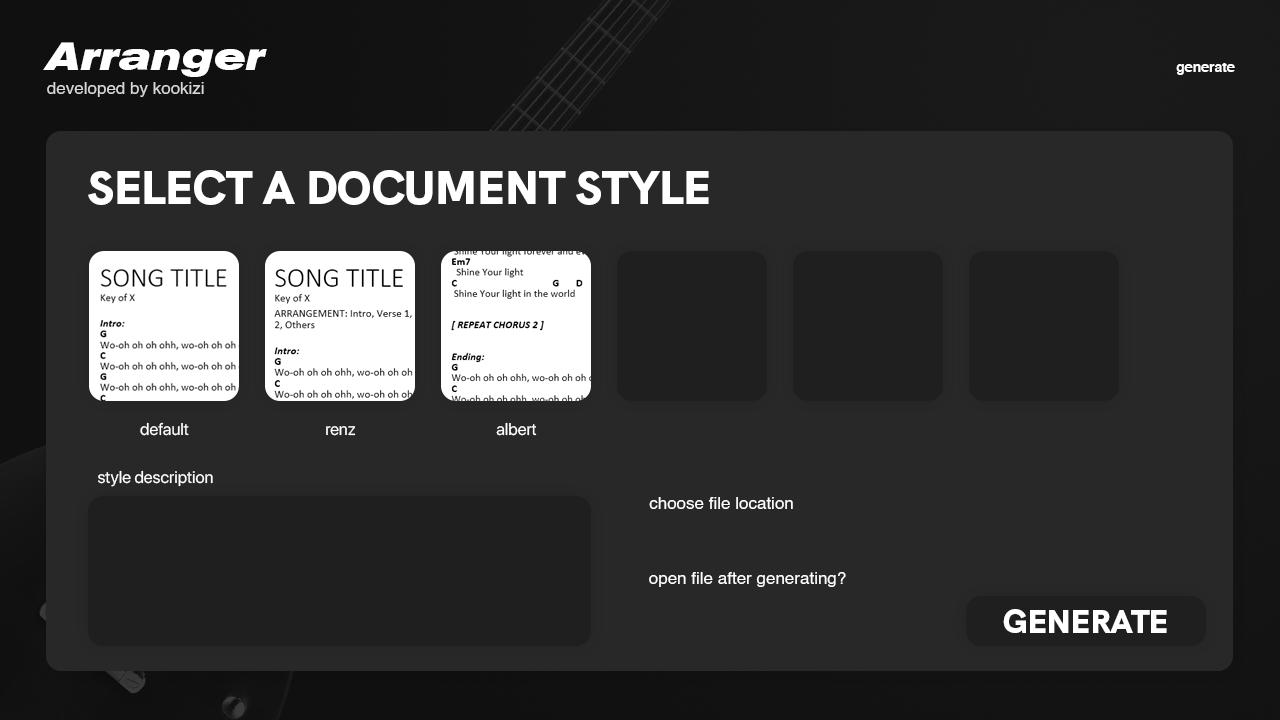 Arranger
developed by kookizi
generate
SELECT A DOCUMENT STYLE
SONG TITLE
Key of X
Intro:
G
Wo-oh oh oh ohh, wo-oh oh oh
C
Wo-oh oh oh ohh, wo-oh oh oh
G
Wo-oh oh oh ohh, wo-oh oh oh
C
default
SONG TITLE
Key of X
ARRANGEMENT: Intro, Verse 1,
2, Others
Intro:
G
Wo-oh oh oh ohh, wo-oh oh oh
C
Wo-oh oh oh ohh, wo-oh oh oh
renz
Shine Your light forever and
Em7
Shine Your light
C G D
Shine Your light in the world
[ REPEAT CHORUS 2 ]
Ending:
G
Wo-oh oh oh ohh, wo-oh oh oh
C
Wo-oh oh oh ohh, wo-oh oh oh
albert
style description
choose file location
open file after generating?
GENERATE